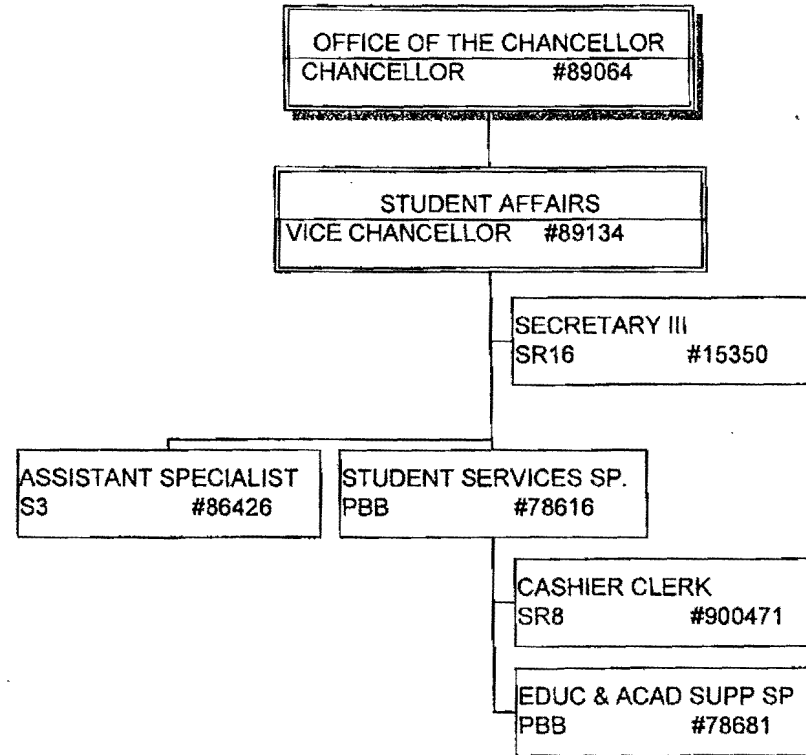 OFFICE OF THE CHANCELLOR
CHANCELLOR #89064
STUDENT AFFAIRS
VICE CHANCELLOR #89134
SECRETARY III
SR16 #15350
ASSISTANT SPECIALIST
S3 #86426
STUDENT SERVICES SP.
PBB #78616
CASHIER CLERK
SR8 #900471
EDUC & ACAD SUPP SP
PBB #78681